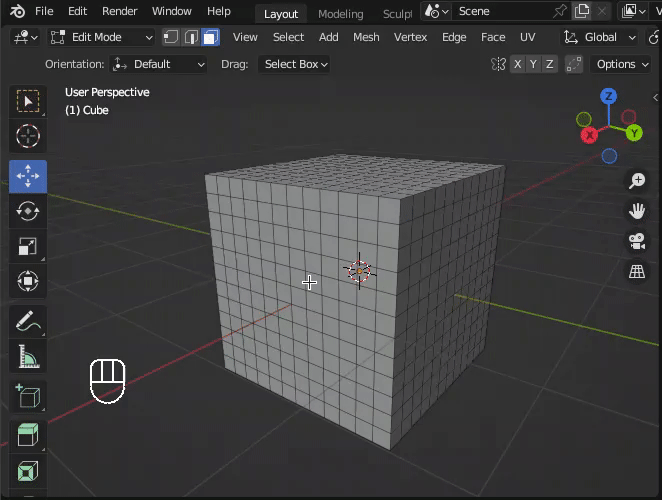 File Edit Render Window Help Layout Modeling Sculpt Scene
Edit Mode View Select Add Mesh Vertex Edge Face UV Global
Orientation: Default Drag: Select Box X Y Z Options
User Perspective
(1) Cube
Z
X
Y